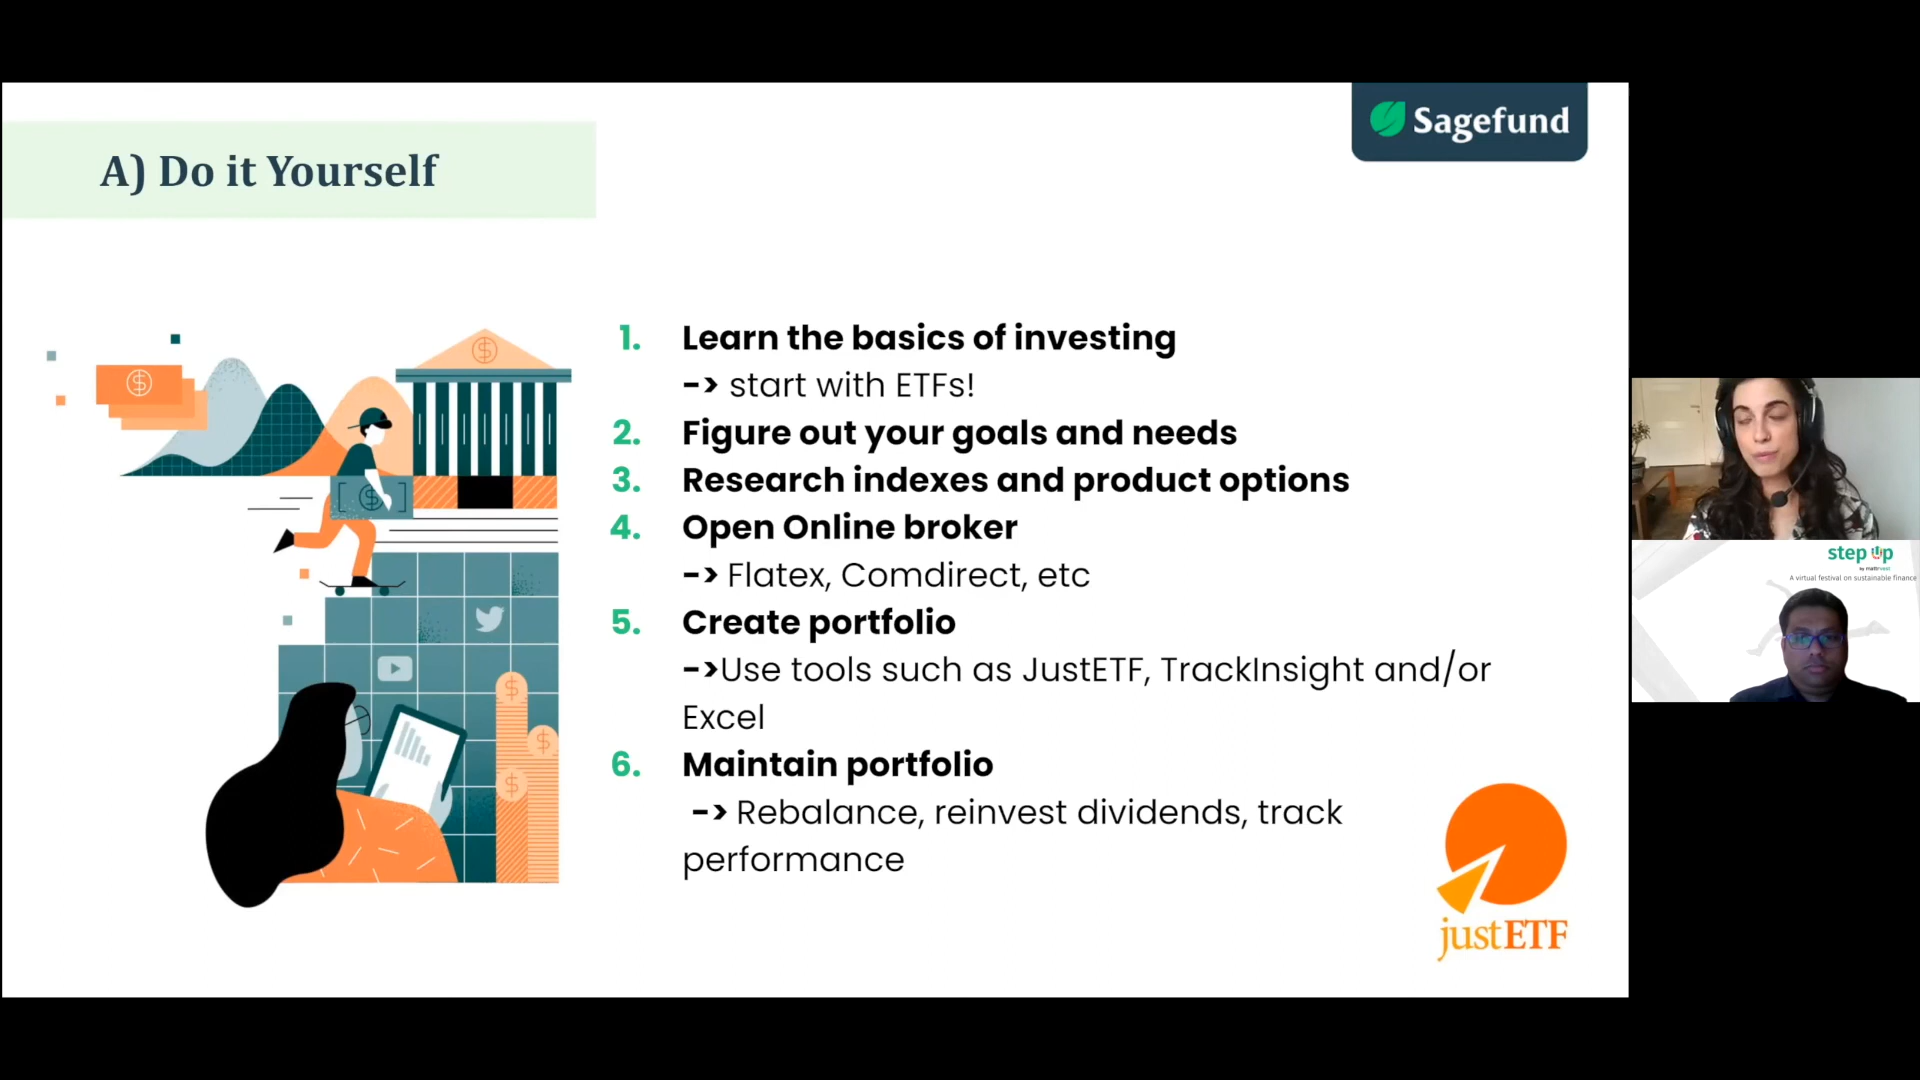 Sagefund
A) Do it Yourself
1. Learn the basics of investing
-> start with ETFs!
2. Figure out your goals and needs
3. Research indexes and product options
4. Open Online broker
-> Flatex, Comdirect, etc
5. Create portfolio
->Use tools such as JustETF, TrackInsight and/or
Excel
6. Maintain portfolio
-> Rebalance, reinvest dividends, track
performance
justETF
step up
by mattrvest
A virtual festival on sustainable finance